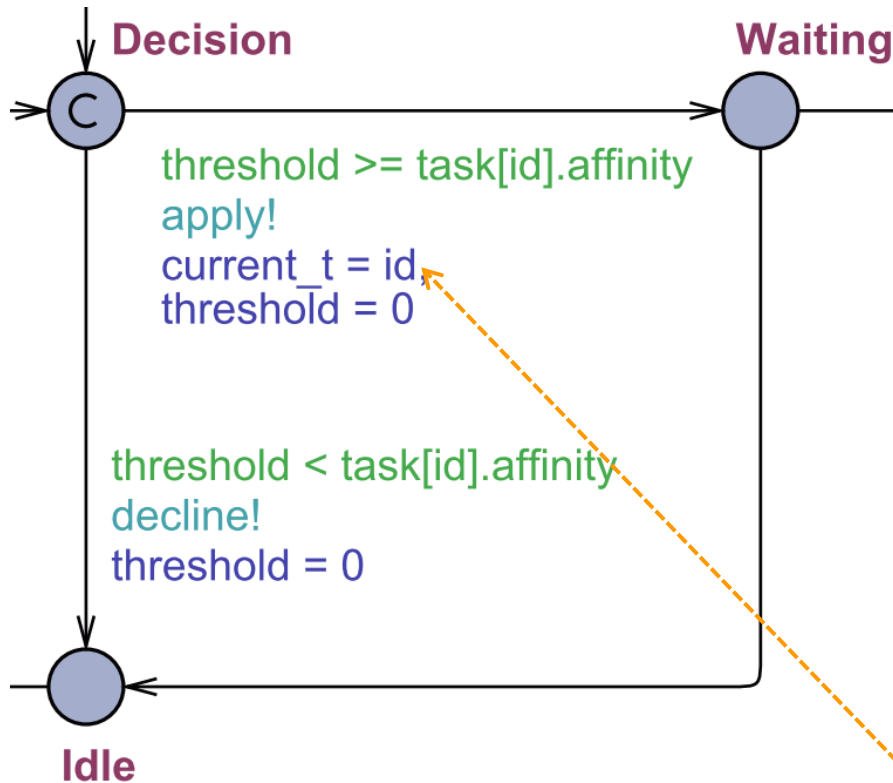 Decision
Waiting
C
threshold >= task[id].affinity
apply!
current_t = id,
threshold = 0
threshold < task[id].affinity
decline!
threshold = 0
Idle